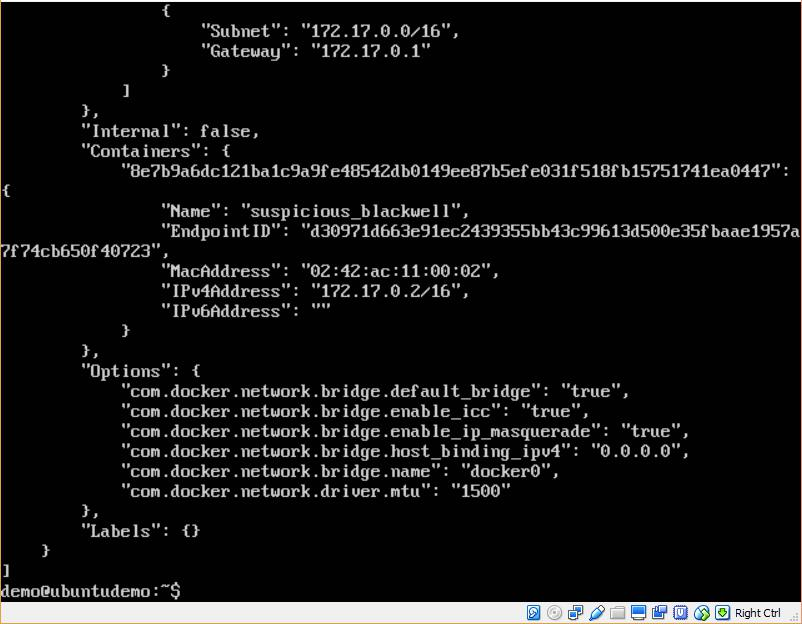 {
"Subnet": "172.17.0.0/16",
"Gateway": "172.17.0.1"
}
]
},
"Internal": false,
"Containers": {
"8e7b9a6dc121ba1c9a9fe48542db0149ee87b5efe031f518fb15751741ea0447":
{
"Name": "suspicious_blackwell",
"EndpointID": "d30971d663e91ec2439355bb43c99613d500e35fbaae1957a
7f74cb650f40723",
"MacAddress": "02:42:ac:11:00:02",
"IPv4Address": "172.17.0.2/16",
"IPv6Address": ""
}
},
"Options": {
"com.docker.network.bridge.default_bridge": "true",
"com.docker.network.bridge.enable_icc": "true",
"com.docker.network.bridge.enable_ip_masquerade": "true",
"com.docker.network.bridge.host_binding_ipv4": "0.0.0.0",
"com.docker.network.bridge.name": "docker0",
"com.docker.network.driver.mtu": "1500"
},
"Labels": {}
}
]
demo@ubuntudemo:~$
Right Ctrl